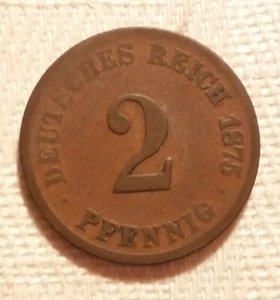 DEUTSCHES REICH 1875
2
PFENNIG